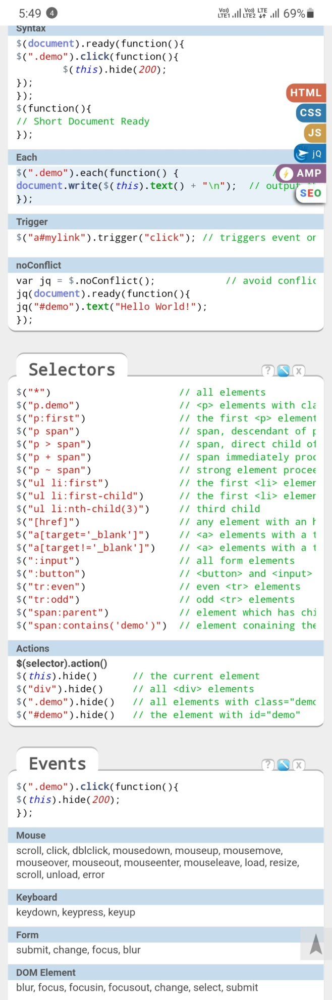 5:49 4 Vo) LTE1 Vo) LTE2 LTE 69%
Syntax
$(document).ready(function(){
$(".demo").click(function(){
$(this).hide(200);
});
});
$(function(){
// Short Document Ready
});
HTML
CSS
JS
jQ
AMP
SEO
Each
$(".demo").each(function() { /
document.write($(this).text() + "\n"); // output
});
Trigger
$("a#mylink").trigger("click"); // triggers event on
noConflict
var jq = $.noConflict(); // avoid conflic
jq(document).ready(function(){
jq("#demo").text("Hello World!");
});
Selectors
? x
$("*") // all elements
$("p.demo") // <p> elements with cla
$("p:first") // the first <p> element
$("p span") // span, descendant of p
$("p > span") // span, direct child of
$("p + span") // span immediately proc
$("p ~ span") // strong element procee
$("ul li:first") // the first <li> elemen
$("ul li:first-child") // the first <li> elemen
$("ul li:nth-child(3)") // third child
$("[href]") // any element with an h
$("a[target='_blank']") // <a> elements with a t
$("a[target!='_blank']") // <a> elements with a t
$(":input") // all form elements
$(":button") // <button> and <input>
$("tr:even") // even <tr> elements
$("tr:odd") // odd <tr> elements
$("span:parent") // element which has chi
$("span:contains('demo')") // element conaining the
Actions
$(selector).action()
$(this).hide() // the current element
$("div").hide() // all <div> elements
$(".demo").hide() // all elements with class="demo
$("#demo").hide() // the element with id="demo"
Events
? x
$(".demo").click(function(){
$(this).hide(200);
});
Mouse
scroll, click, dblclick, mousedown, mouseup, mousemove,
mouseover, mouseout, mouseenter, mouseleave, load, resize,
scroll, unload, error
Keyboard
keydown, keypress, keyup
Form
submit, change, focus, blur
DOM Element
blur, focus, focusin, focusout, change, select, submit